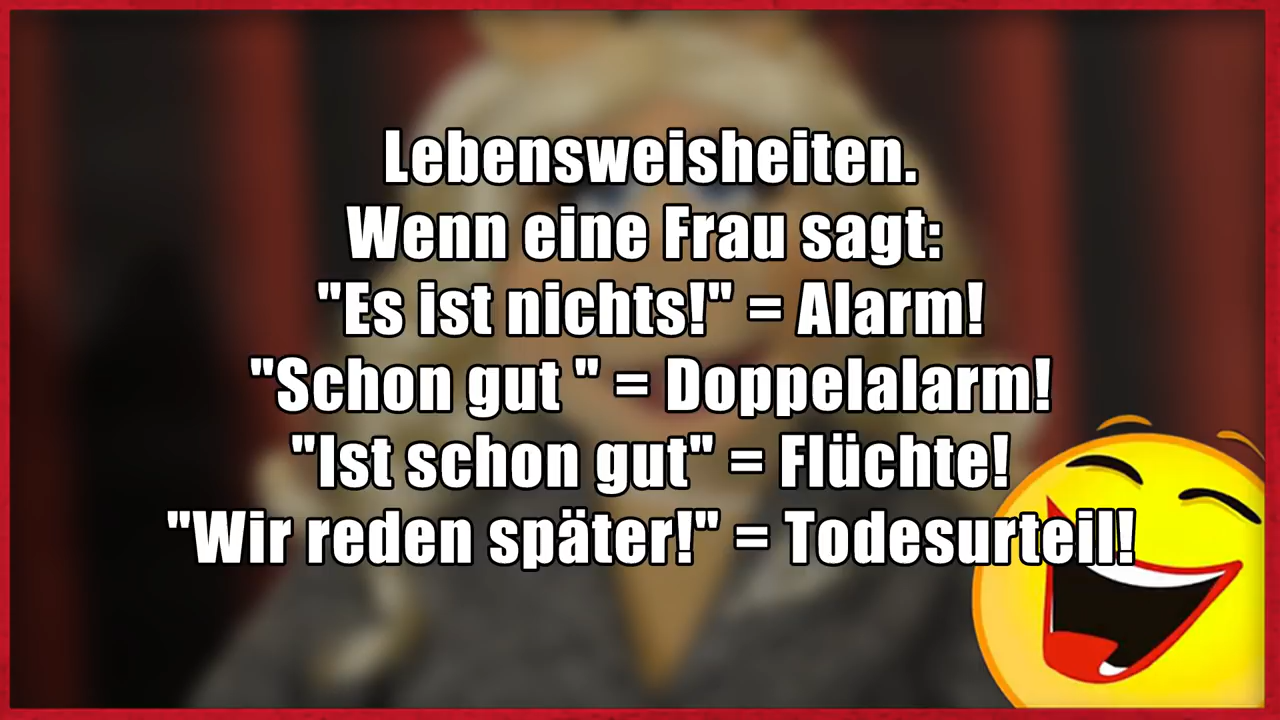 Lebensweisheiten.
Wenn eine Frau sagt:
"Es ist nichts!" = Alarm!
"Schon gut " = Doppelalarm!
"Ist schon gut" = Flüchte!
"Wir reden später!" = Todesurteil!